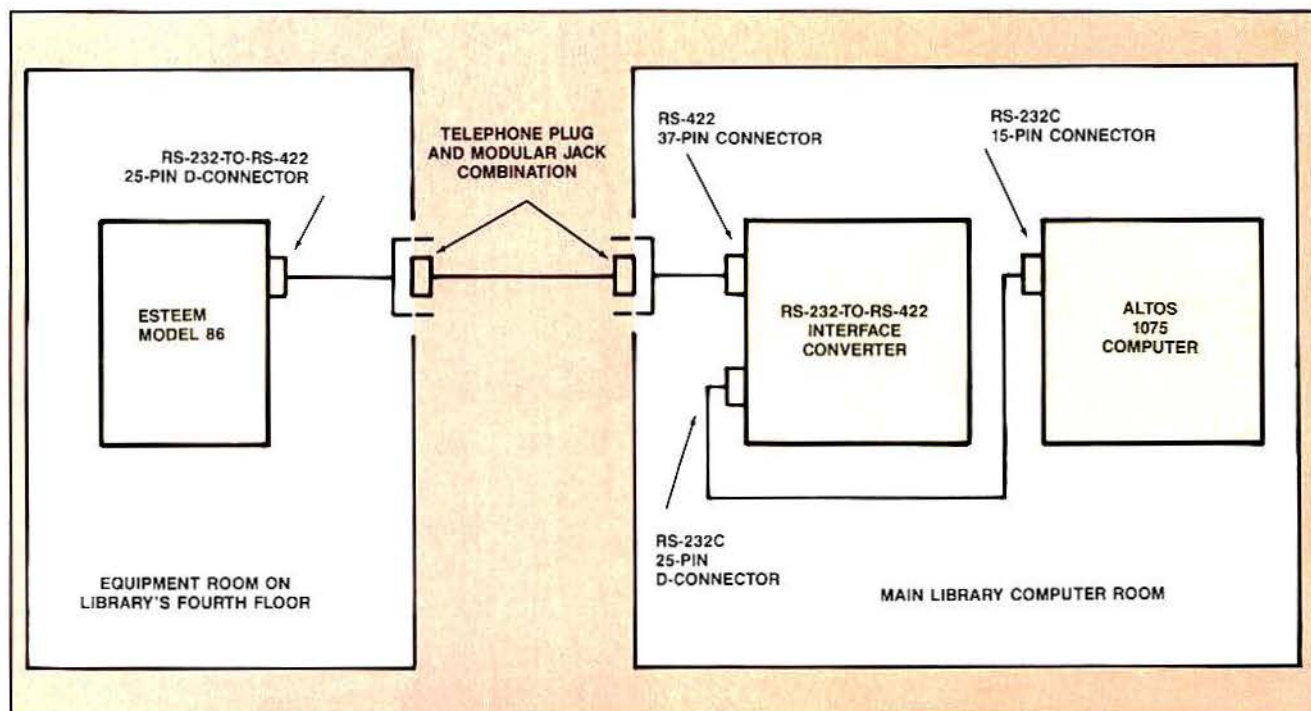 RS-232-TO-RS-422
25-PIN D-CONNECTOR
ESTEEM
MODEL 86
EQUIPMENT ROOM ON
LIBRARY'S FOURTH FLOOR
TELEPHONE PLUG
AND MODULAR JACK
COMBINATION
RS-422
37-PIN CONNECTOR
RS-232C
15-PIN CONNECTOR
RS-232-TO-RS-422
INTERFACE
CONVERTER
ALTOS
1075
COMPUTER
RS-232C
25-PIN
D-CONNECTOR
MAIN LIBRARY COMPUTER ROOM